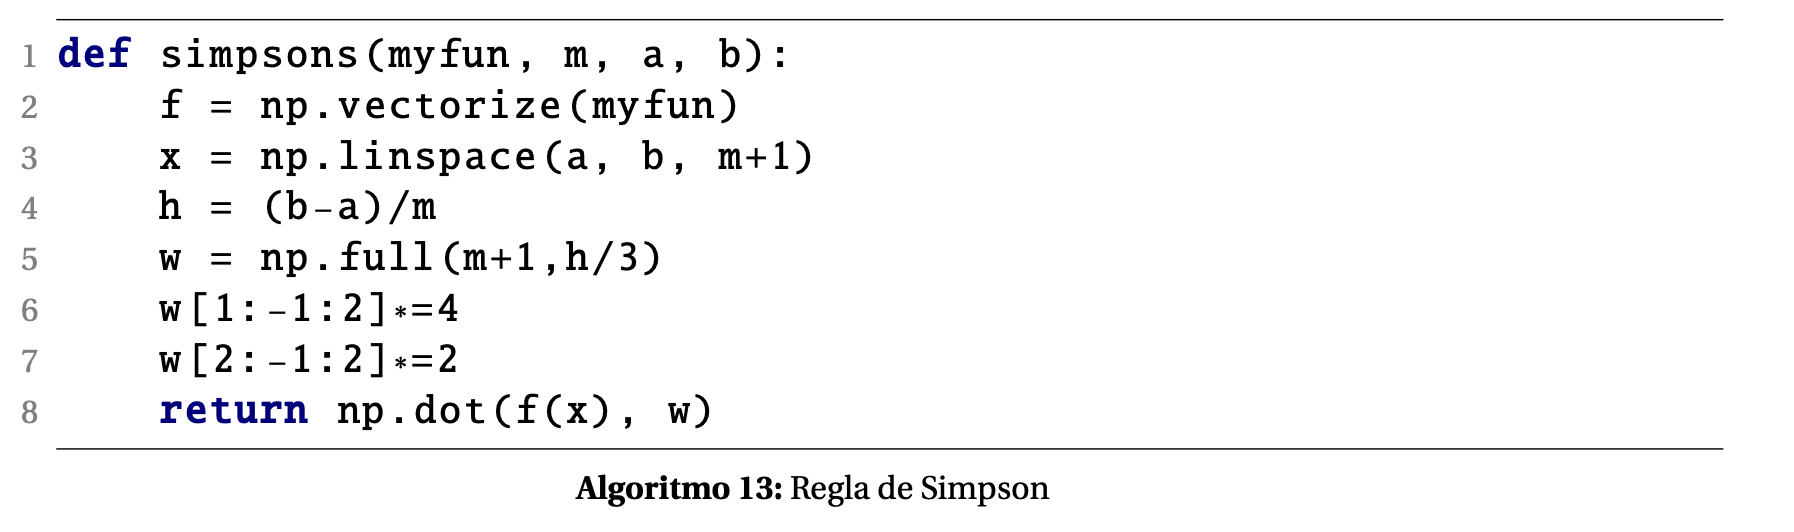 1 def simpsons(myfun, m, a, b):
2     f = np.vectorize(myfun)
3     x = np.linspace(a, b, m+1)
4     h = (b-a)/m
5     w = np.full(m+1,h/3)
6     w[1:-1:2]*=4
7     w[2:-1:2]*=2
8     return np.dot(f(x), w)
Algoritmo 13: Regla de Simpson